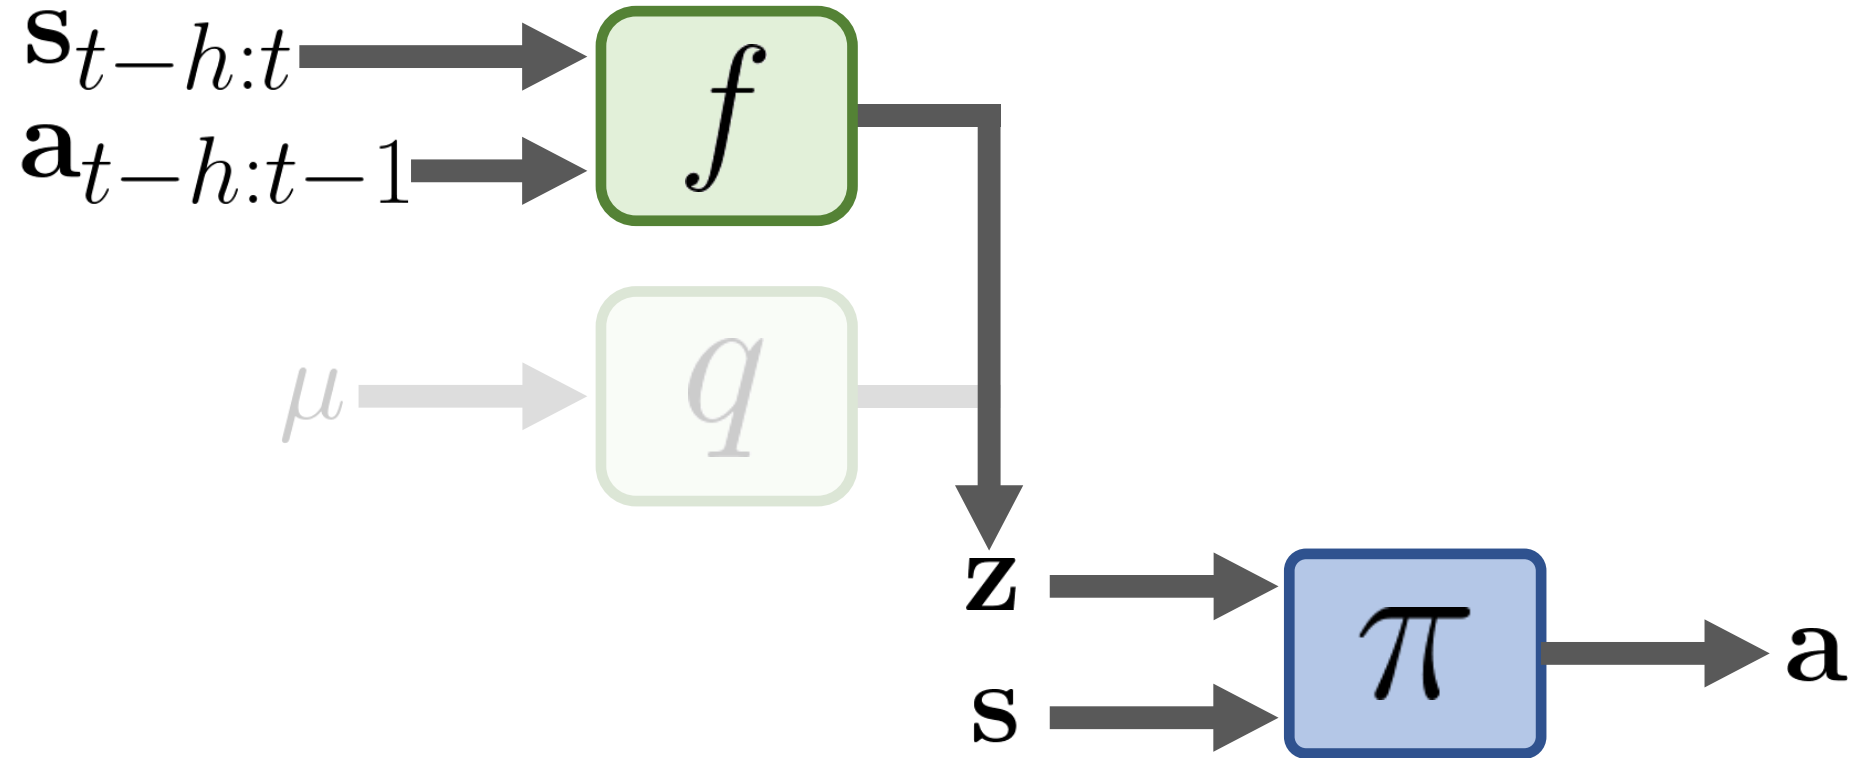 s_{t−h:t}
f
a_{t−h:t−1}
μ
q
z
π
a
s